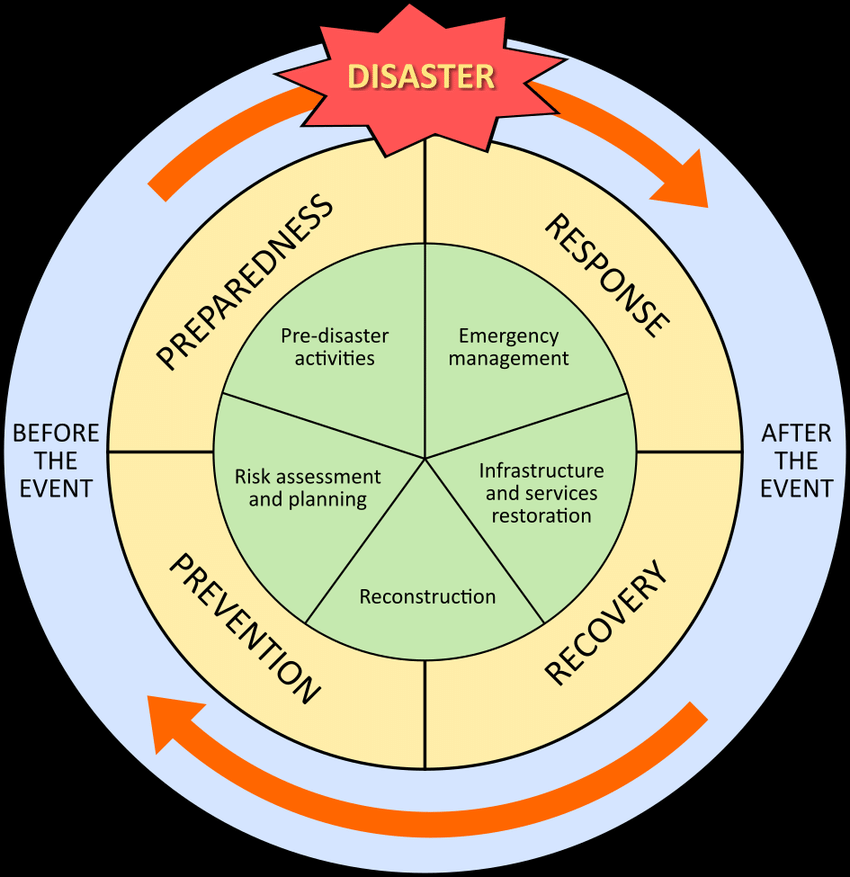 DISASTER
PREPAREDNESS
RESPONSE
Pre-disaster
activities
Emergency
management
BEFORE
THE
EVENT
AFTER
THE
EVENT
Risk assessment
and planning
Infrastructure
and services
restoration
Reconstruction
PREVENTION
RECOVERY